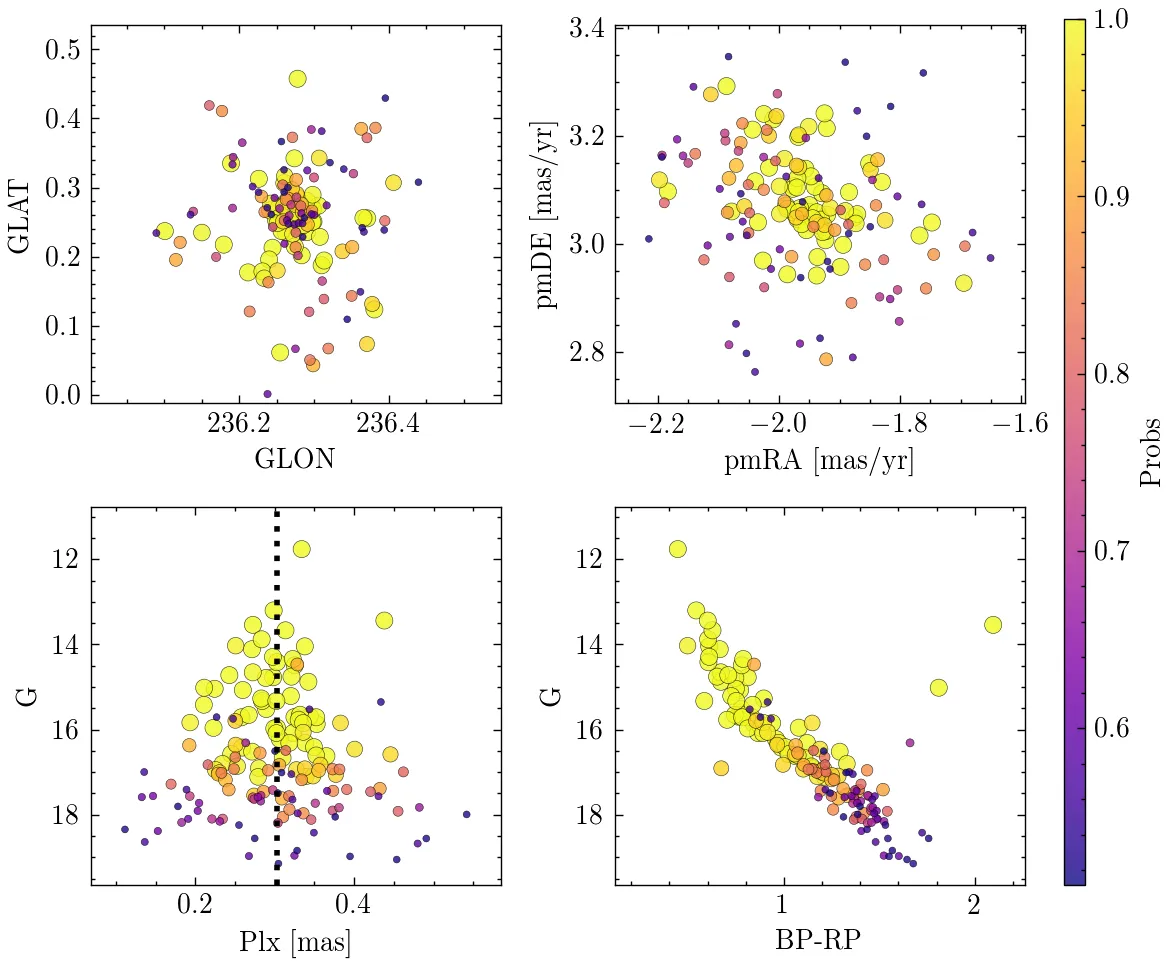 0.5
0.4
0.3
0.2
0.1
0.0
GLAT
236.2 236.4
GLON
3.4
3.2
3.0
2.8
pmDE [mas/yr]
−2.2 −2.0 −1.8 −1.6
pmRA [mas/yr]
12
14
16
18
G
0.2 0.4
Plx [mas]
12
14
16
18
G
1 2
BP-RP
1.0
0.9
0.8
0.7
0.6
Probs